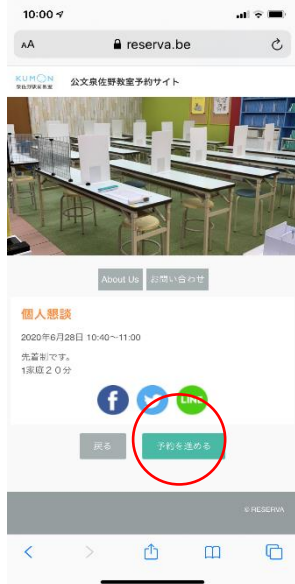 10:00
AA reserva.be
KUMON
公文泉佐野教室予約サイト
About Us お問い合わせ
個人懇談
2020年6月28日 10:40～11:00
先着制です。
1家庭２０分
f LINE
戻る 予約を進める
© RESERVA